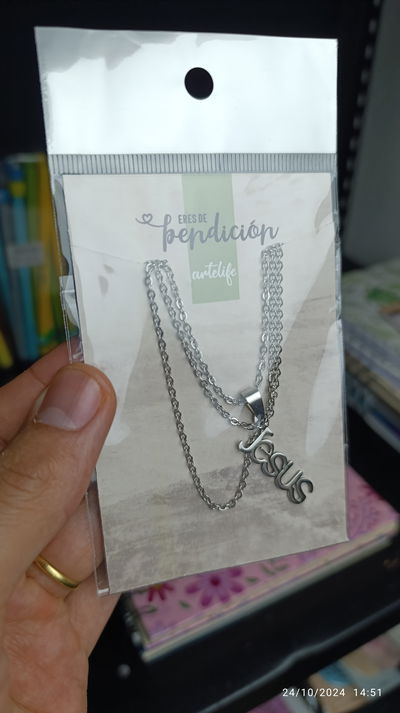 ERES DE
bendición
artelife
Jesus
24/10/2024 14:51